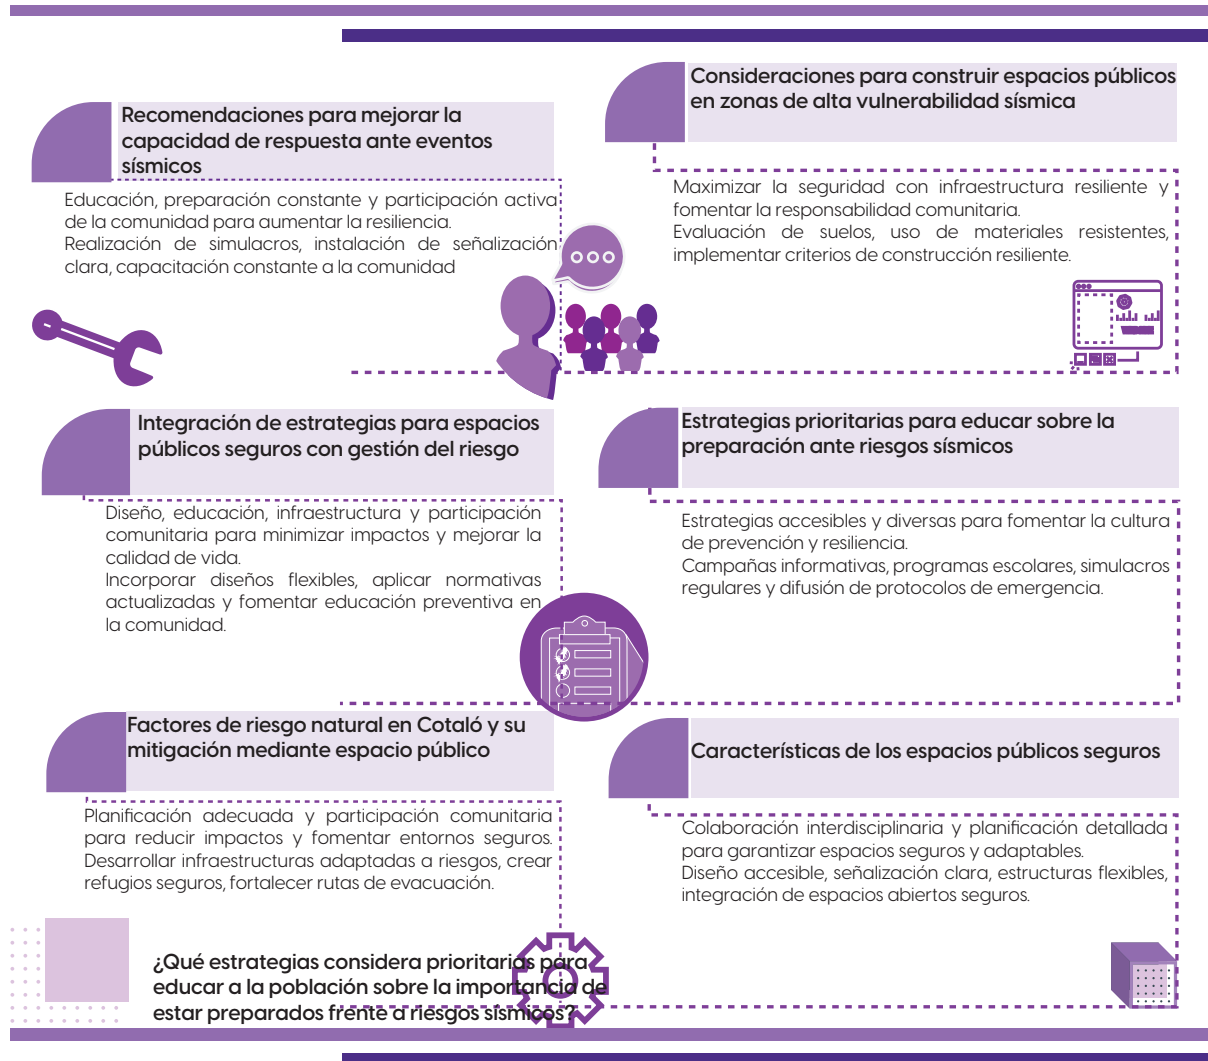 Recomendaciones para mejorar la
capacidad de respuesta ante eventos
sísmicos
Educación, preparación constante y participación activa
de la comunidad para aumentar la resiliencia.
Realización de simulacros, instalación de señalización
clara, capacitación constante a la comunidad
Consideraciones para construir espacios públicos
en zonas de alta vulnerabilidad sísmica
Maximizar la seguridad con infraestructura resiliente y
fomentar la responsabilidad comunitaria.
Evaluación de suelos, uso de materiales resistentes,
implementar criterios de construcción resiliente.
Integración de estrategias para espacios
públicos seguros con gestión del riesgo
Diseño, educación, infraestructura y participación
comunitaria para minimizar impactos y mejorar la
calidad de vida.
Incorporar diseños flexibles, aplicar normativas
actualizadas y fomentar educación preventiva en
la comunidad.
Estrategias prioritarias para educar sobre la
preparación ante riesgos sísmicos
Estrategias accesibles y diversas para fomentar la cultura
de prevención y resiliencia.
Campañas informativas, programas escolares, simulacros
regulares y difusión de protocolos de emergencia.
Factores de riesgo natural en Cotaló y su
mitigación mediante espacio público
Planificación adecuada y participación comunitaria
para reducir impactos y fomentar entornos seguros.
Desarrollar infraestructuras adaptadas a riesgos, crear
refugios seguros, fortalecer rutas de evacuación.
Características de los espacios públicos seguros
Colaboración interdisciplinaria y planificación detallada
para garantizar espacios seguros y adaptables.
Diseño accesible, señalización clara, estructuras flexibles,
integración de espacios abiertos seguros.
¿Qué estrategias considera prioritarias para
educar a la población sobre la importancia de
estar preparados frente a riesgos sísmicos?